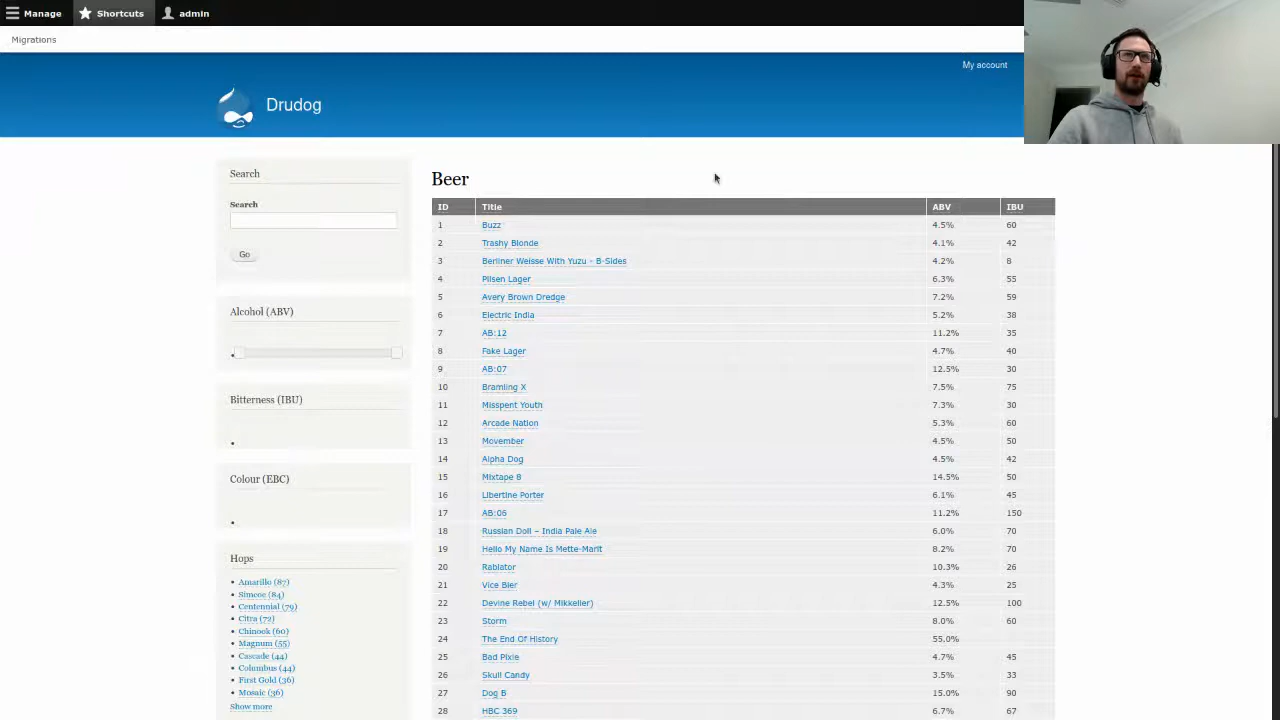 Manage Shortcuts admin
Migrations
My account
Drudog
Search
Search
Go
Alcohol (ABV)
Bitterness (IBU)
Colour (EBC)
Hops
Amarillo (87)
Simcoe (84)
Centennial (79)
Citra (72)
Chinook (60)
Magnum (55)
Cascade (44)
Columbus (44)
First Gold (36)
Mosaic (36)
Show more
Beer
ID Title ABV IBU
1 Buzz 4.5% 60
2 Trashy Blonde 4.1% 42
3 Berliner Weisse With Yuzu - B-Sides 4.2% 8
4 Pilsen Lager 6.3% 55
5 Avery Brown Dredge 7.2% 59
6 Electric India 5.2% 38
7 AB:12 11.2% 35
8 Fake Lager 4.7% 40
9 AB:07 12.5% 30
10 Bramling X 7.5% 75
11 Misspent Youth 7.3% 30
12 Arcade Nation 5.3% 60
13 Movember 4.5% 50
14 Alpha Dog 4.5% 42
15 Mixtape 8 14.5% 50
16 Libertine Porter 6.1% 45
17 AB:06 11.2% 150
18 Russian Doll – India Pale Ale 6.0% 70
19 Hello My Name Is Mette-Marit 8.2% 70
20 Rabiator 10.3% 26
21 Vice Bier 4.3% 25
22 Devine Rebel (w/ Mikkeller) 12.5% 100
23 Storm 8.0% 60
24 The End Of History 55.0%
25 Bad Pixie 4.7% 45
26 Skull Candy 3.5% 33
27 Dog B 15.0% 90
28 HBC 369 6.7% 67